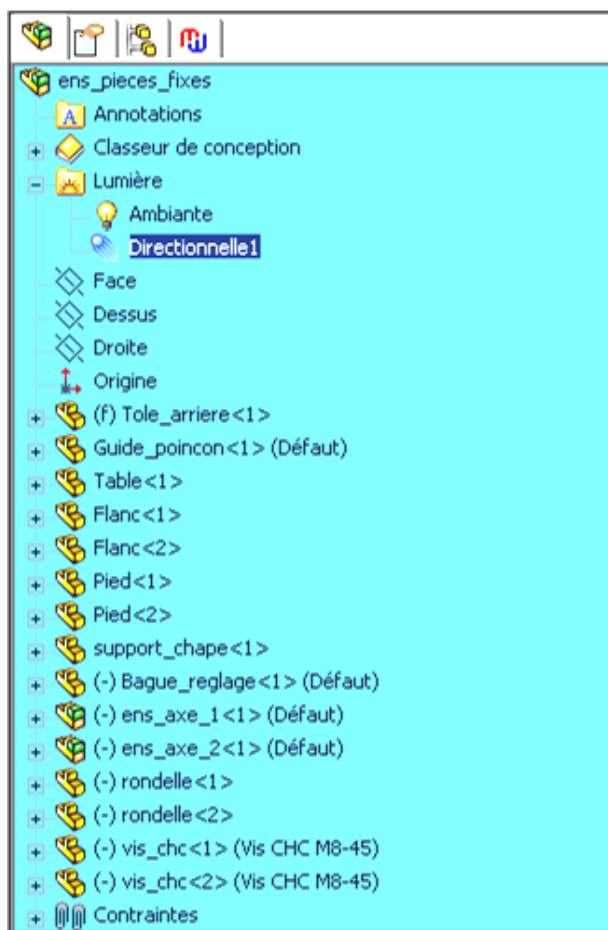 ens_pieces_fixes
Annotations
Classeur de conception
Lumière
Ambiante
Directionnelle1
Face
Dessus
Droite
Origine
(f) Tole_arriere<1>
Guide_poincon<1> (Défaut)
Table<1>
Flanc<1>
Flanc<2>
Pied<1>
Pied<2>
support_chape<1>
(-) Bague_reglage<1> (Défaut)
(-) ens_axe_1<1> (Défaut)
(-) ens_axe_2<1> (Défaut)
(-) rondelle<1>
(-) rondelle<2>
(-) vis_chc<1> (Vis CHC M8-45)
(-) vis_chc<2> (Vis CHC M8-45)
Contraintes